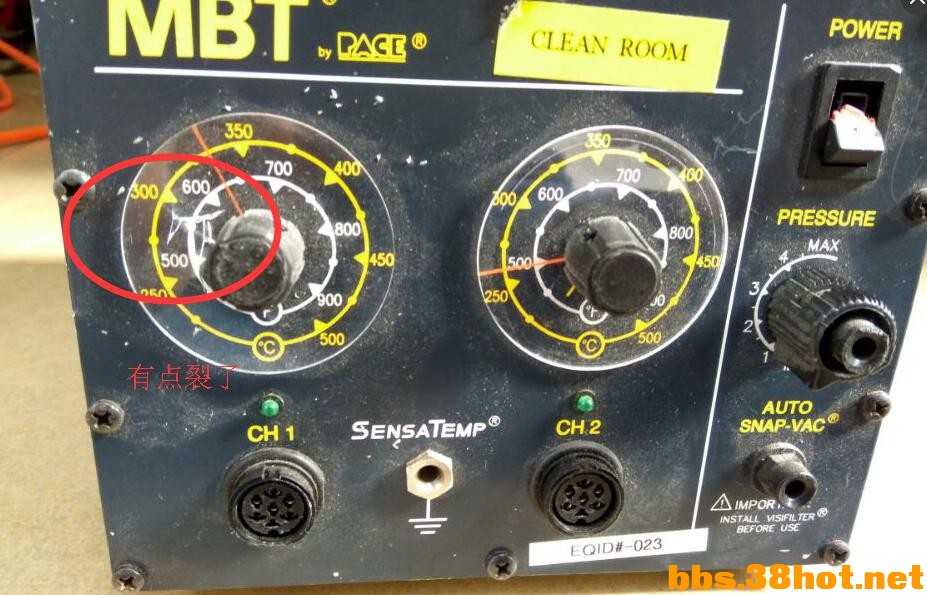 MBT®
by PACE®
CLEAN ROOM
POWER
350
400
450
500
250
300
600
700
800
900
500
°F
°C
350
400
450
500
250
300
600
700
800
500
°F
°C
PRESSURE
MAX
4
3
2
1
有点裂了
CH 1
SENSATEMP®
CH 2
AUTO
SNAP-VAC®
INSTALL VISIFILTER®
BEFORE USE
EQID#-023
bbs.38hot.net